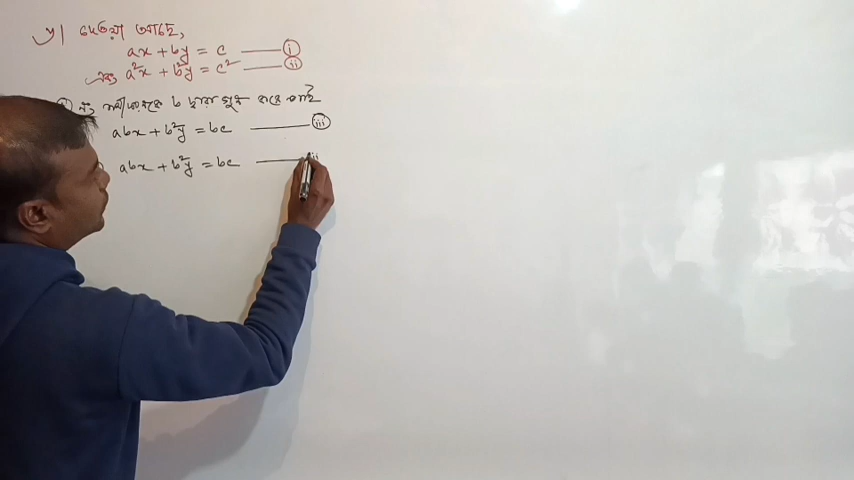 ৮। দেওয়া আছে,
ax + by = c ——— (i)
এবং a²x + b²y = c² ——— (ii)
নং সমীকরণকে b দ্বারা গুণ করে পাই
abx + b²y = bc ——— (iii)
abx + b²y = bc ——— ii